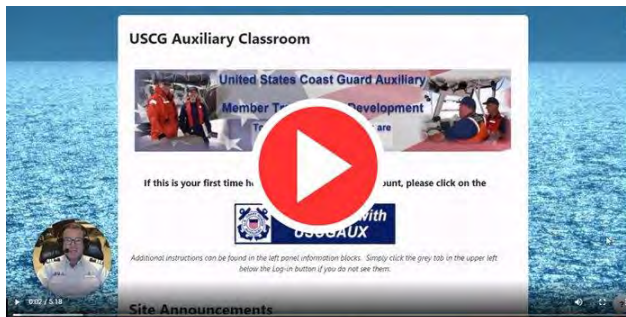 USCG Auxiliary Classroom
United States Coast Guard Auxiliary
Member Tr Development
are
If this is your first time h ount, please click on the
with
USCGAUX
Additional instructions can be found in the left panel information blocks. Simply click the grey tab in the upper left
below the Log-in button if you do not see them.
0:02 / 5:18
Site Announcements